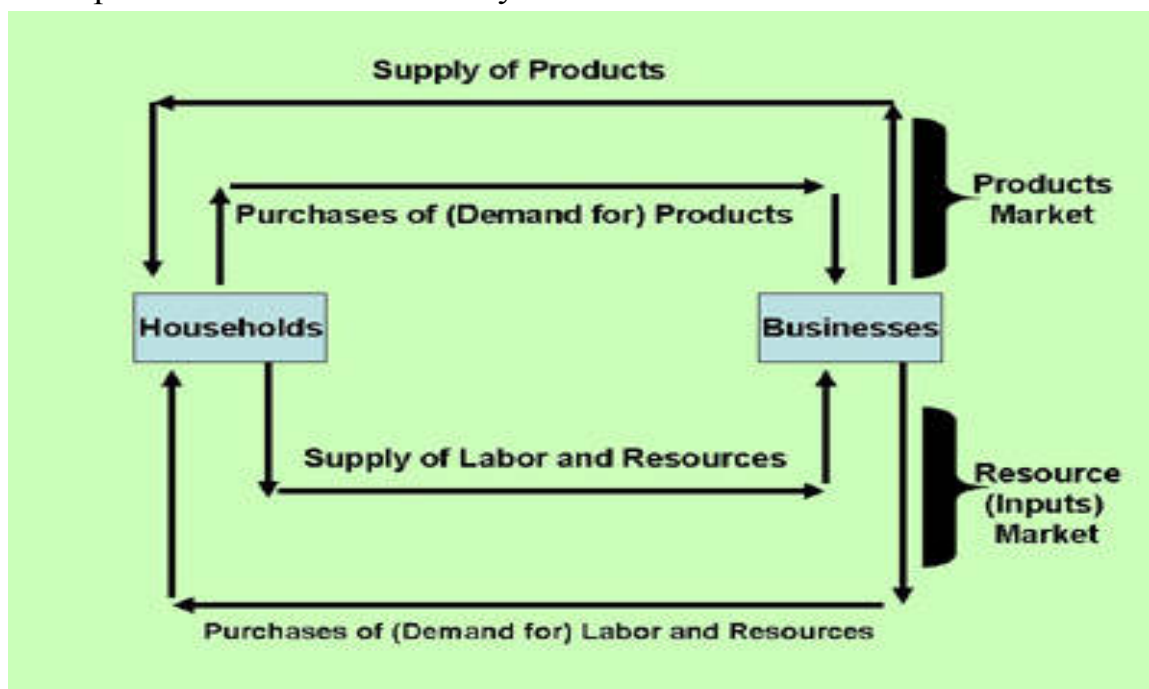 Supply of Products
Purchases of (Demand for) Products
Products
Market
Households
Businesses
Supply of Labor and Resources
Resource
(Inputs)
Market
Purchases of (Demand for) Labor and Resources